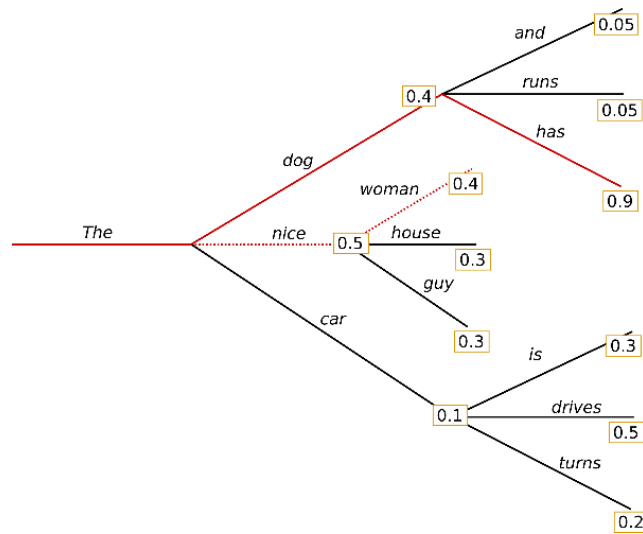 and
0.05
runs
0.4
0.05
has
dog
woman
0.4
0.9
The
nice
0.5
house
0.3
guy
car
0.3
is
0.3
drives
0.1
0.5
turns
0.2